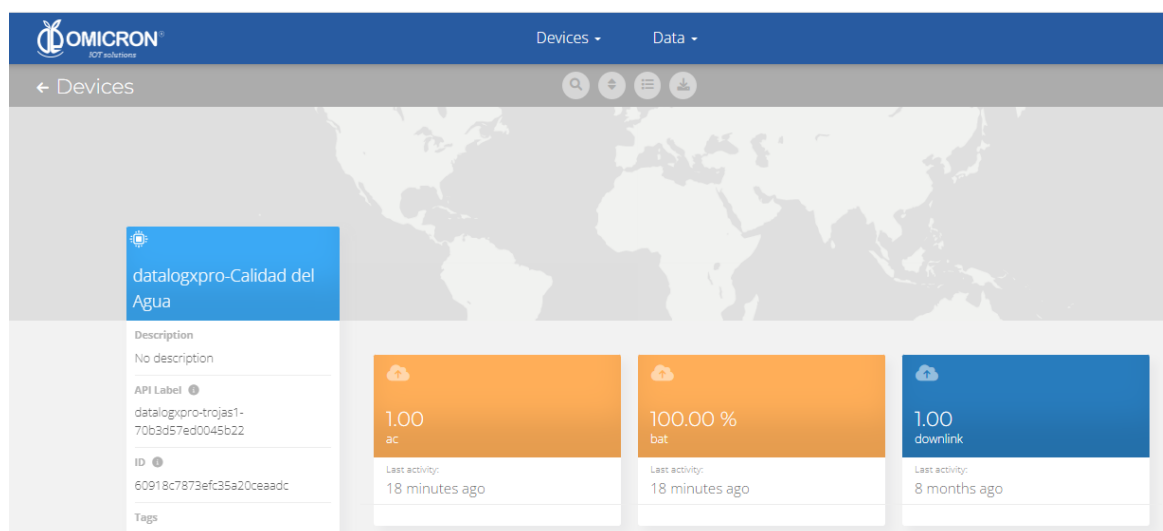 OMICRON®
IOT solutions
Devices
Data
Devices
datalogxpro-Calidad del
Agua
Description
No description
API Label
datalogxpro-trojas1-
70b3d57ed0045b22
ID
60918c7873efc35a20ceaadc
Tags
1.00
ac
Last activity:
18 minutes ago
100.00 %
bat
Last activity:
18 minutes ago
1.00
downlink
Last activity:
8 months ago